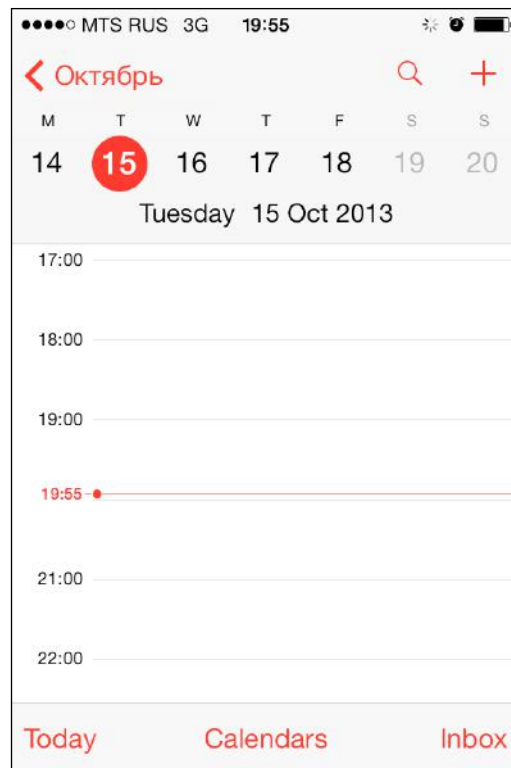 MTS RUS 3G 19:55
Октябрь
M T W T F S S
14 15 16 17 18 19 20
Tuesday 15 Oct 2013
17:00
18:00
19:00
19:55
21:00
22:00
Today Calendars Inbox